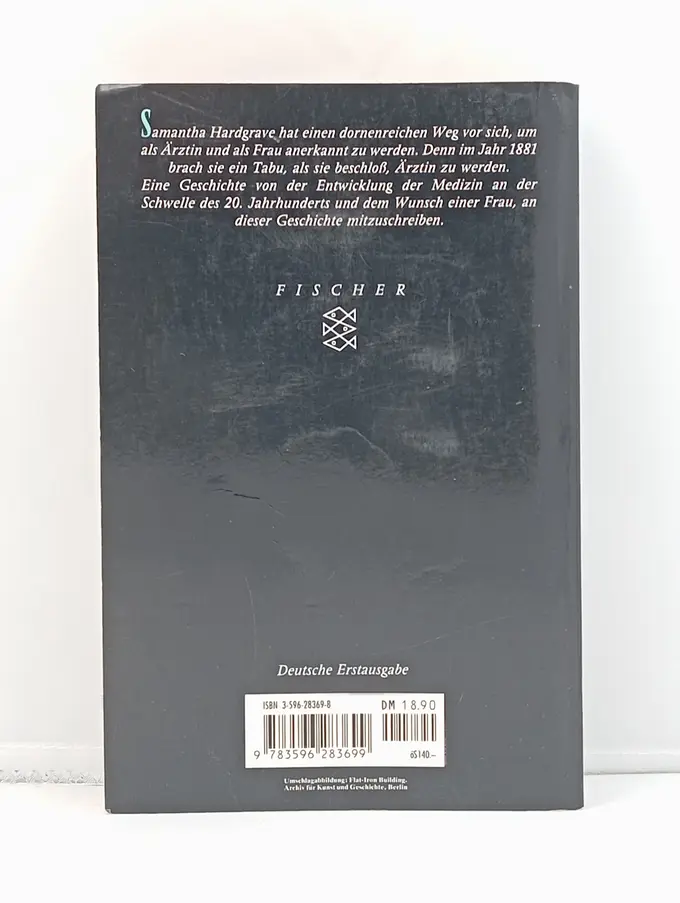 Samantha Hardgrave hat einen dornenreichen Weg vor sich, um
als Ärztin und als Frau anerkannt zu werden. Denn im Jahr 1881
brach sie ein Tabu, als sie beschloß, Ärztin zu werden.
Eine Geschichte von der Entwicklung der Medizin an der
Schwelle des 20. Jahrhunderts und dem Wunsch einer Frau, an
dieser Geschichte mitzuschreiben.
FISCHER
Deutsche Erstausgabe
ISBN 3-596-28369-8
DM 18.90
9 783596 283699
öS 140.–
Umschlagabbildung: Flat-Iron Building,
Archiv für Kunst und Geschichte, Berlin